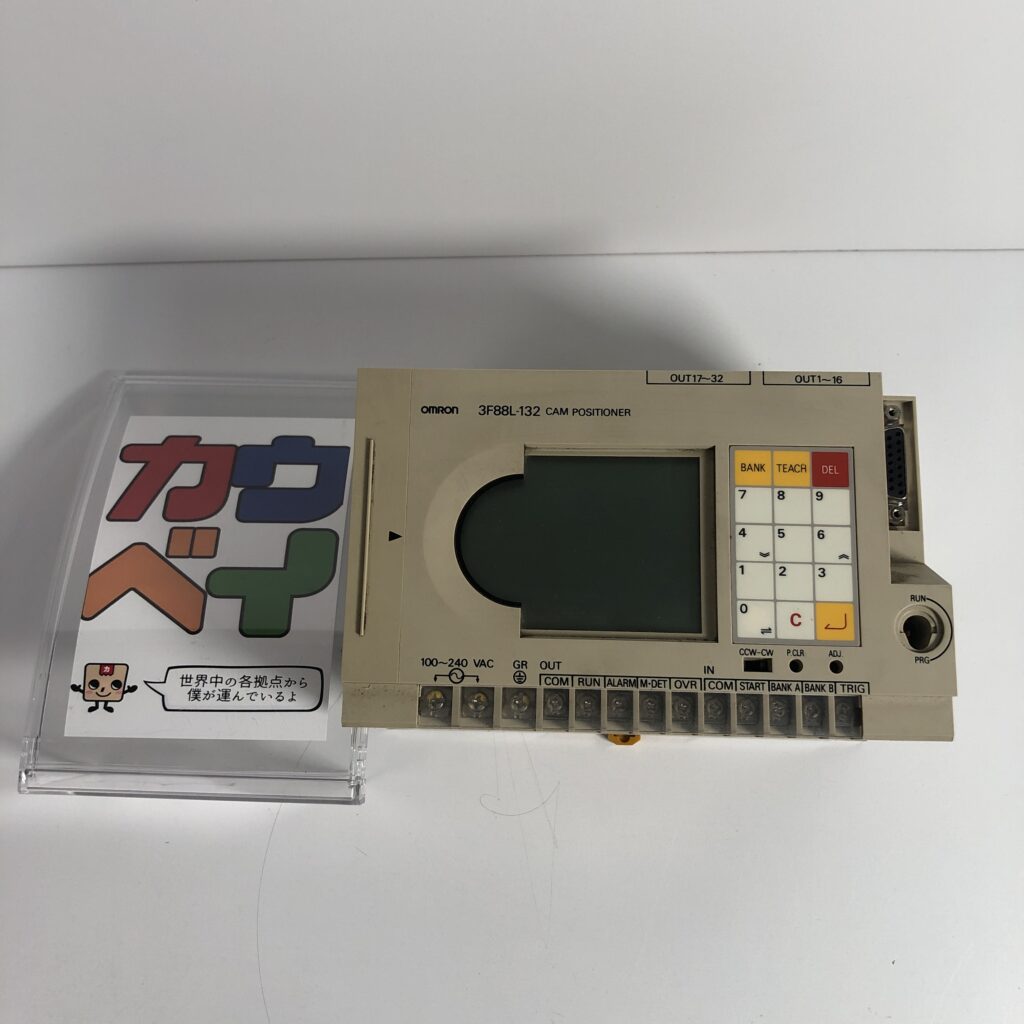 カウ
ベイ
カ
世界中の各拠点から
僕が運んでいるよ
OUT17~32
OUT1~16
OMRON 3F88L-132 CAM POSITIONER
BANK TEACH DEL
7 8 9
4 5 6
1 2 3
0 C
RUN
PRG
CCW-CW P.CLR ADJ.
100~240 VAC GR OUT IN
COM RUN ALARM M-DET OVR COM START BANK A BANK B TRIG